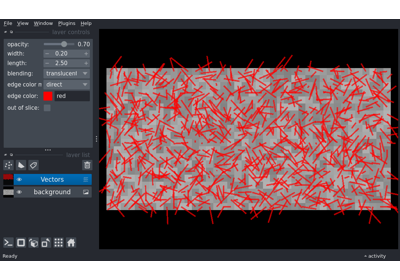 File View Window Plugins Help
layer controls
opacity: 0.70
width: 0.20
length: 2.50
blending: translucent
edge color m direct
edge color: red
out of slice:
layer list
Vectors
background
Ready
activity